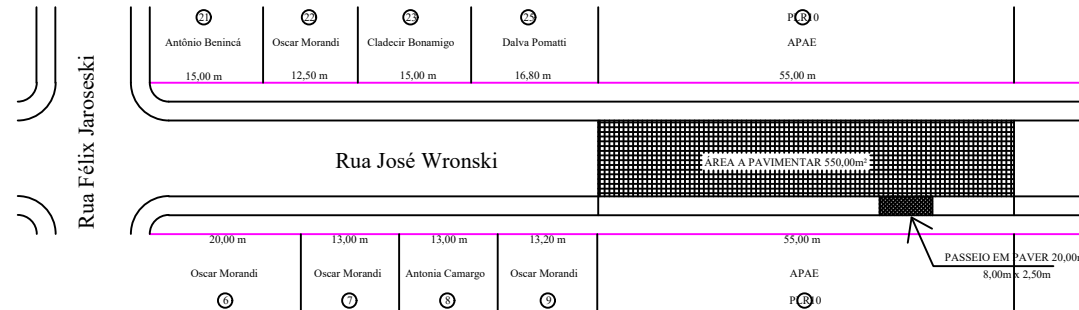 21 22 23 25 PLR10
Antônio Benincá Oscar Morandi Cladecir Bonamigo Dalva Pomatti APAE
15,00 m 12,50 m 15,00 m 16,80 m 55,00 m
Rua Félix Jaroseski
Rua José Wronski
ÁREA A PAVIMENTAR 550,00m²
20,00 m 13,00 m 13,00 m 13,20 m 55,00 m
PASSEIO EM PAVER 20,00m
8,00m x 2,50m
Oscar Morandi Oscar Morandi Antonia Camargo Oscar Morandi APAE
6 7 8 9 PLR10